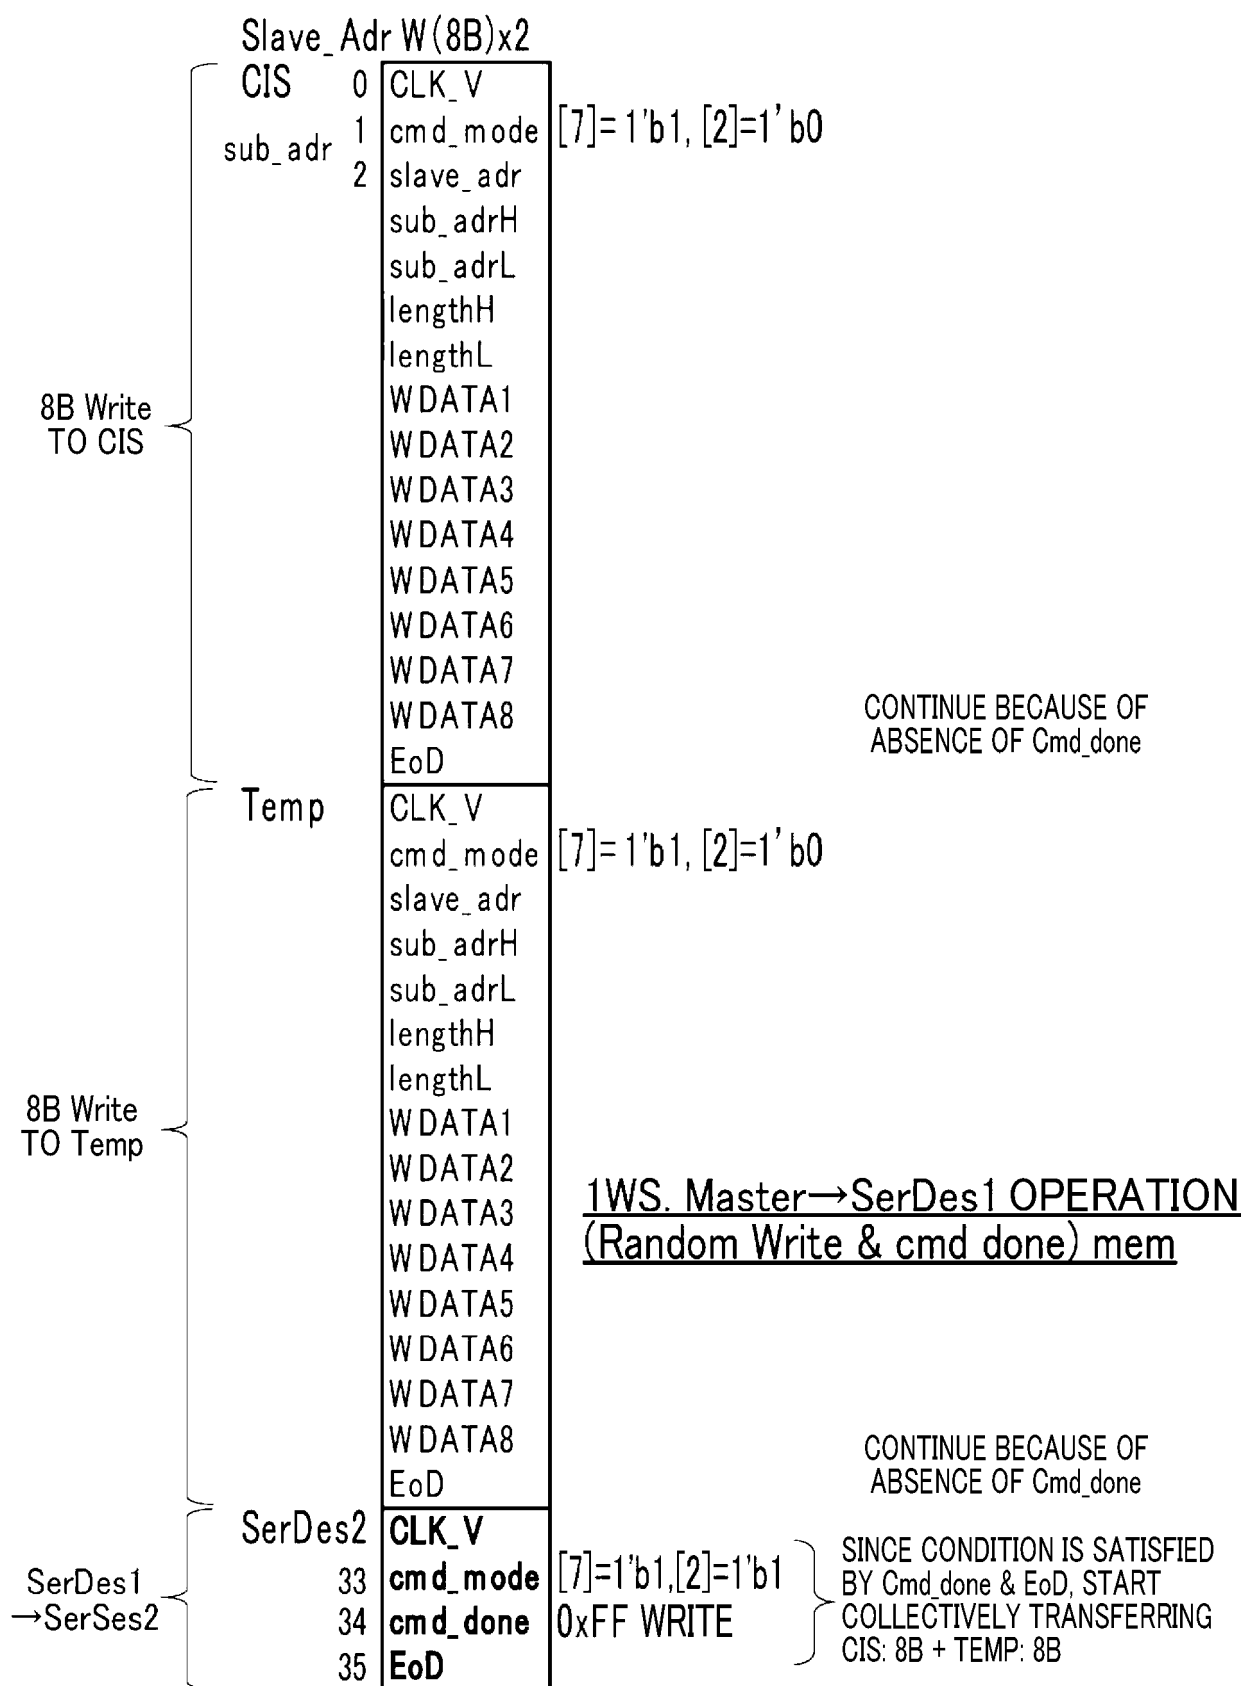 Slave_Adr W(8B)x2
CIS 0 CLK_V
1 cmd_mode [7]=1'b1, [2]=1'b0
sub_adr
2 slave_adr
sub_adrH
sub_adrL
lengthH
lengthL
WDATA1
8B Write
TO CIS
WDATA2
WDATA3
WDATA4
WDATA5
WDATA6
WDATA7
WDATA8
CONTINUE BECAUSE OF
ABSENCE OF Cmd_done
EoD
Temp CLK_V
cmd_mode [7]=1'b1, [2]=1'b0
slave_adr
sub_adrH
sub_adrL
lengthH
lengthL
8B Write
TO Temp
WDATA1
WDATA2
WDATA3
1WS. Master→SerDes1 OPERATION
(Random Write & cmd done) mem
WDATA4
WDATA5
WDATA6
WDATA7
WDATA8
CONTINUE BECAUSE OF
ABSENCE OF Cmd_done
EoD
SerDes2 CLK_V
SerDes1
→SerSes2
33 cmd_mode [7]=1'b1,[2]=1'b1
34 cmd_done 0xFF WRITE
35 EoD
SINCE CONDITION IS SATISFIED
BY Cmd_done & EoD, START
COLLECTIVELY TRANSFERRING
CIS: 8B + TEMP: 8B